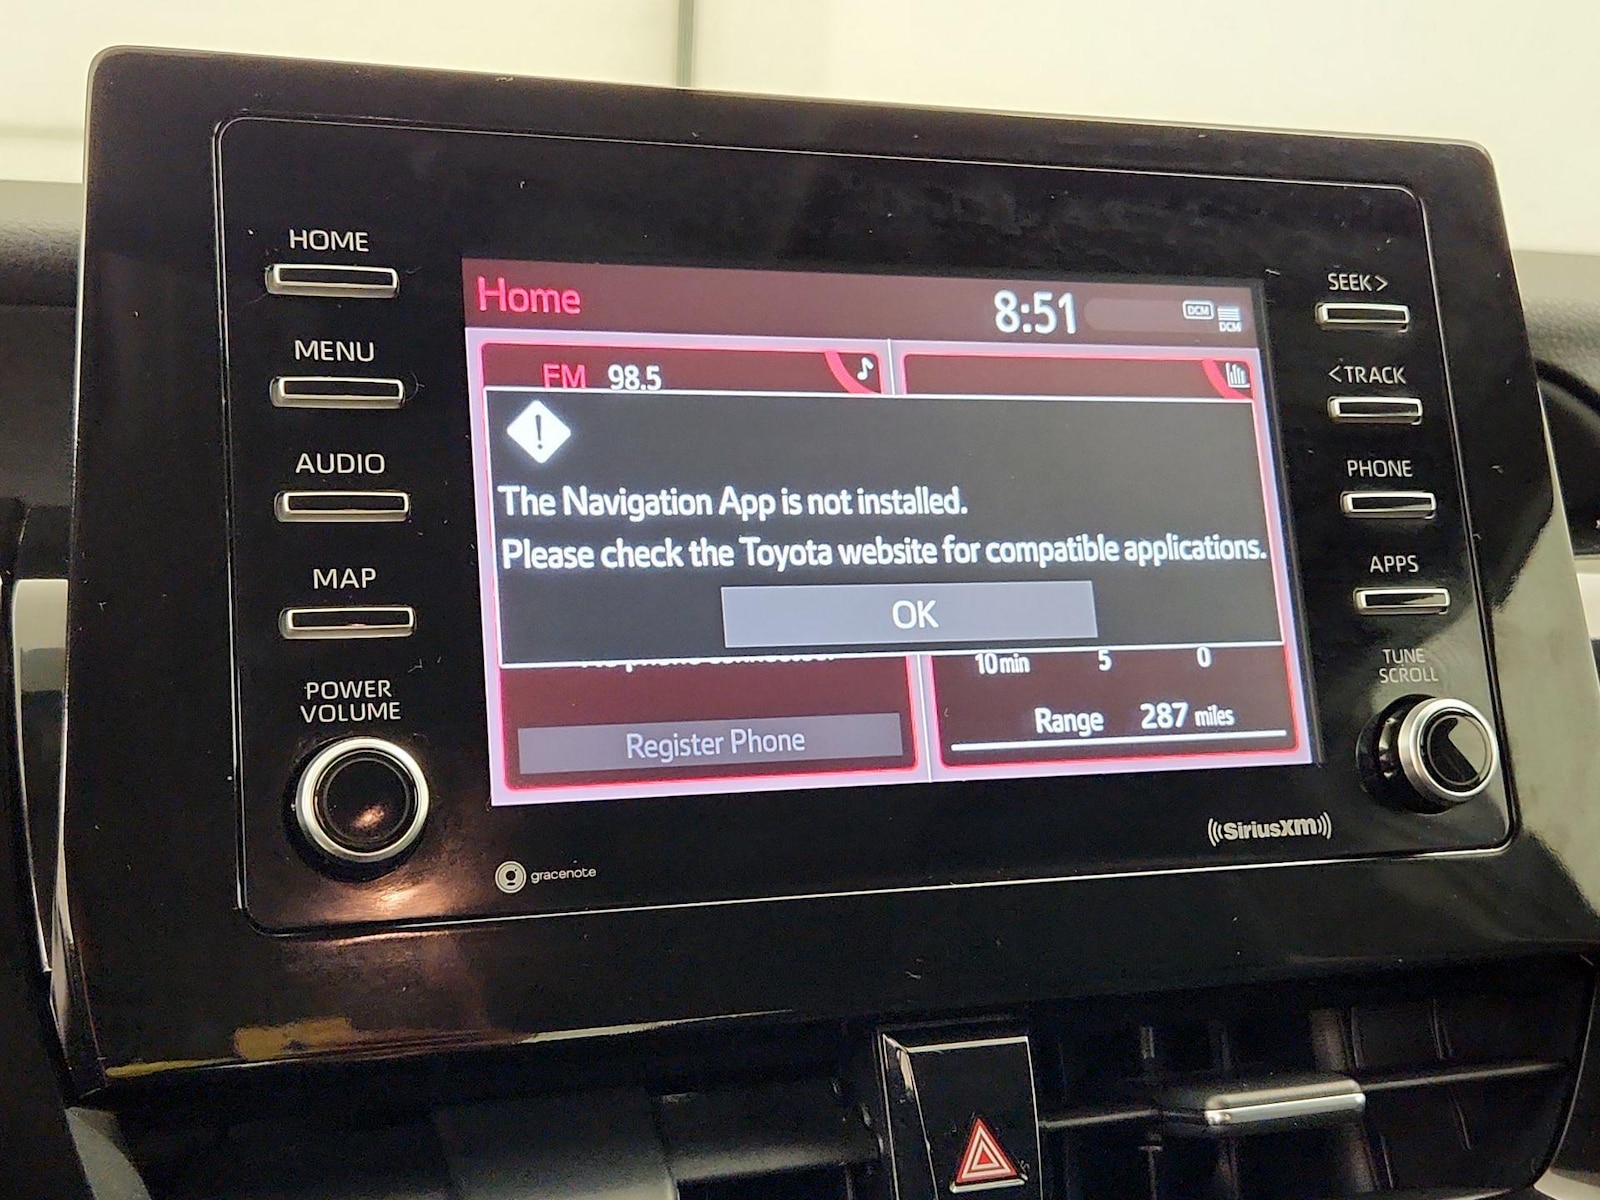 HOME
MENU
AUDIO
MAP
POWER
VOLUME
Home
8:51
DCM
DCM
FM 98.5
The Navigation App is not installed.
Please check the Toyota website for compatible applications.
OK
10 min 5 0
Range 287 miles
Register Phone
SEEK>
<TRACK
PHONE
APPS
TUNE
SCROLL
gracenote
((SiriusXM))